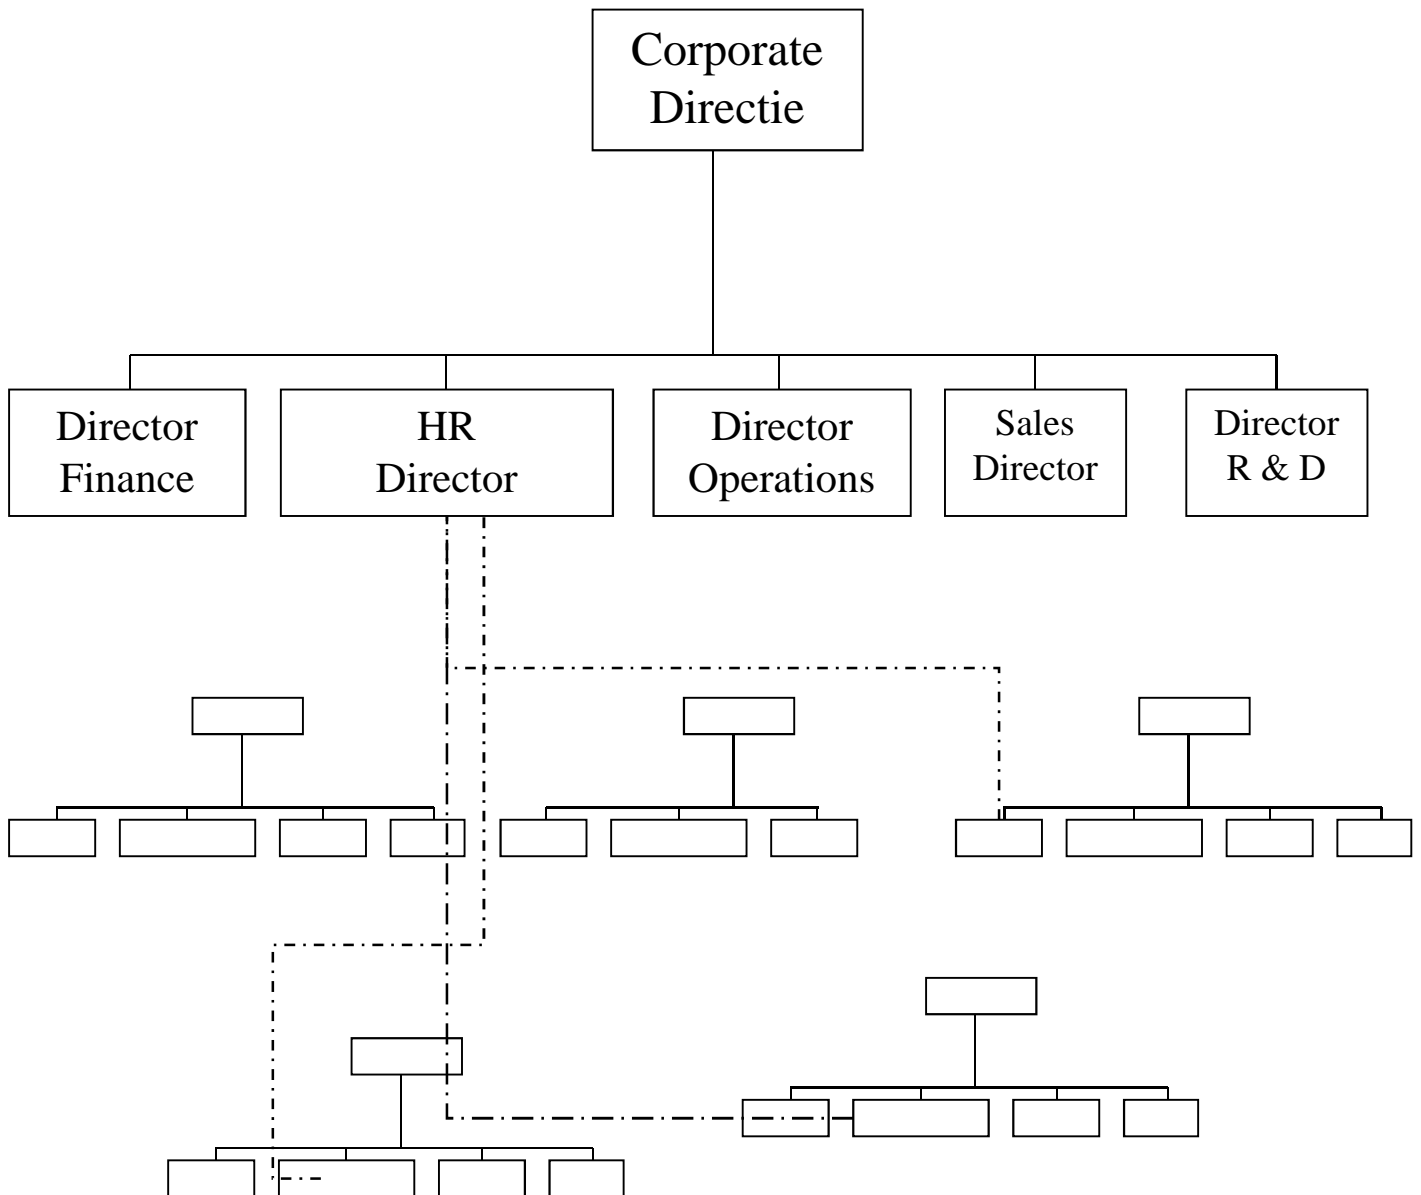 Corporate
Directie
Director
Finance
HR
Director
Director
Operations
Sales
Director
Director
R & D